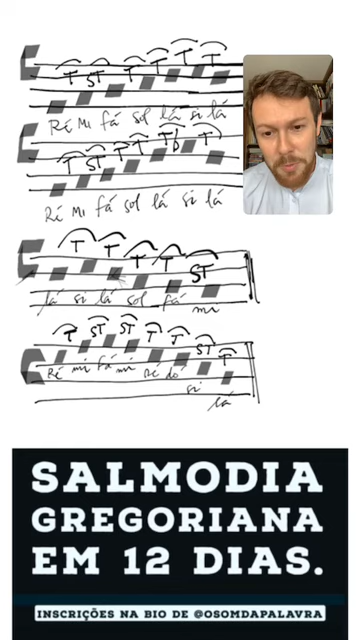 T ST T T T T
Ré Mi fá sol lá si lá
T ST T T Tb T
Ré Mi fá sol lá si lá
T T T T ST
lá si lá sol fá mi
T ST ST T T ST T
Ré mi fá mi Ré dó si lá
SALMODIA
GREGORIANA
EM 12 DIAS.
INSCRIÇÕES NA BIO DE @OSOMDAPALAVRA